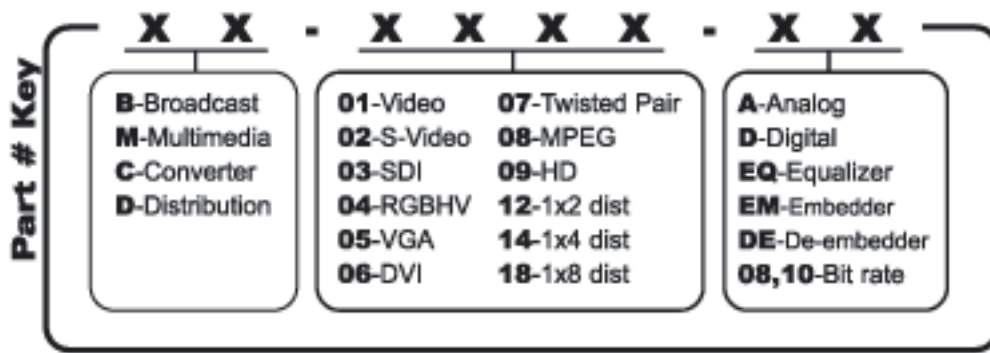 Part # Key
X X - X X X X - X X
B-Broadcast
M-Multimedia
C-Converter
D-Distribution
01-Video
02-S-Video
03-SDI
04-RGBHV
05-VGA
06-DVI
07-Twisted Pair
08-MPEG
09-HD
12-1x2 dist
14-1x4 dist
18-1x8 dist
A-Analog
D-Digital
EQ-Equalizer
EM-Embedder
DE-De-embedder
08,10-Bit rate